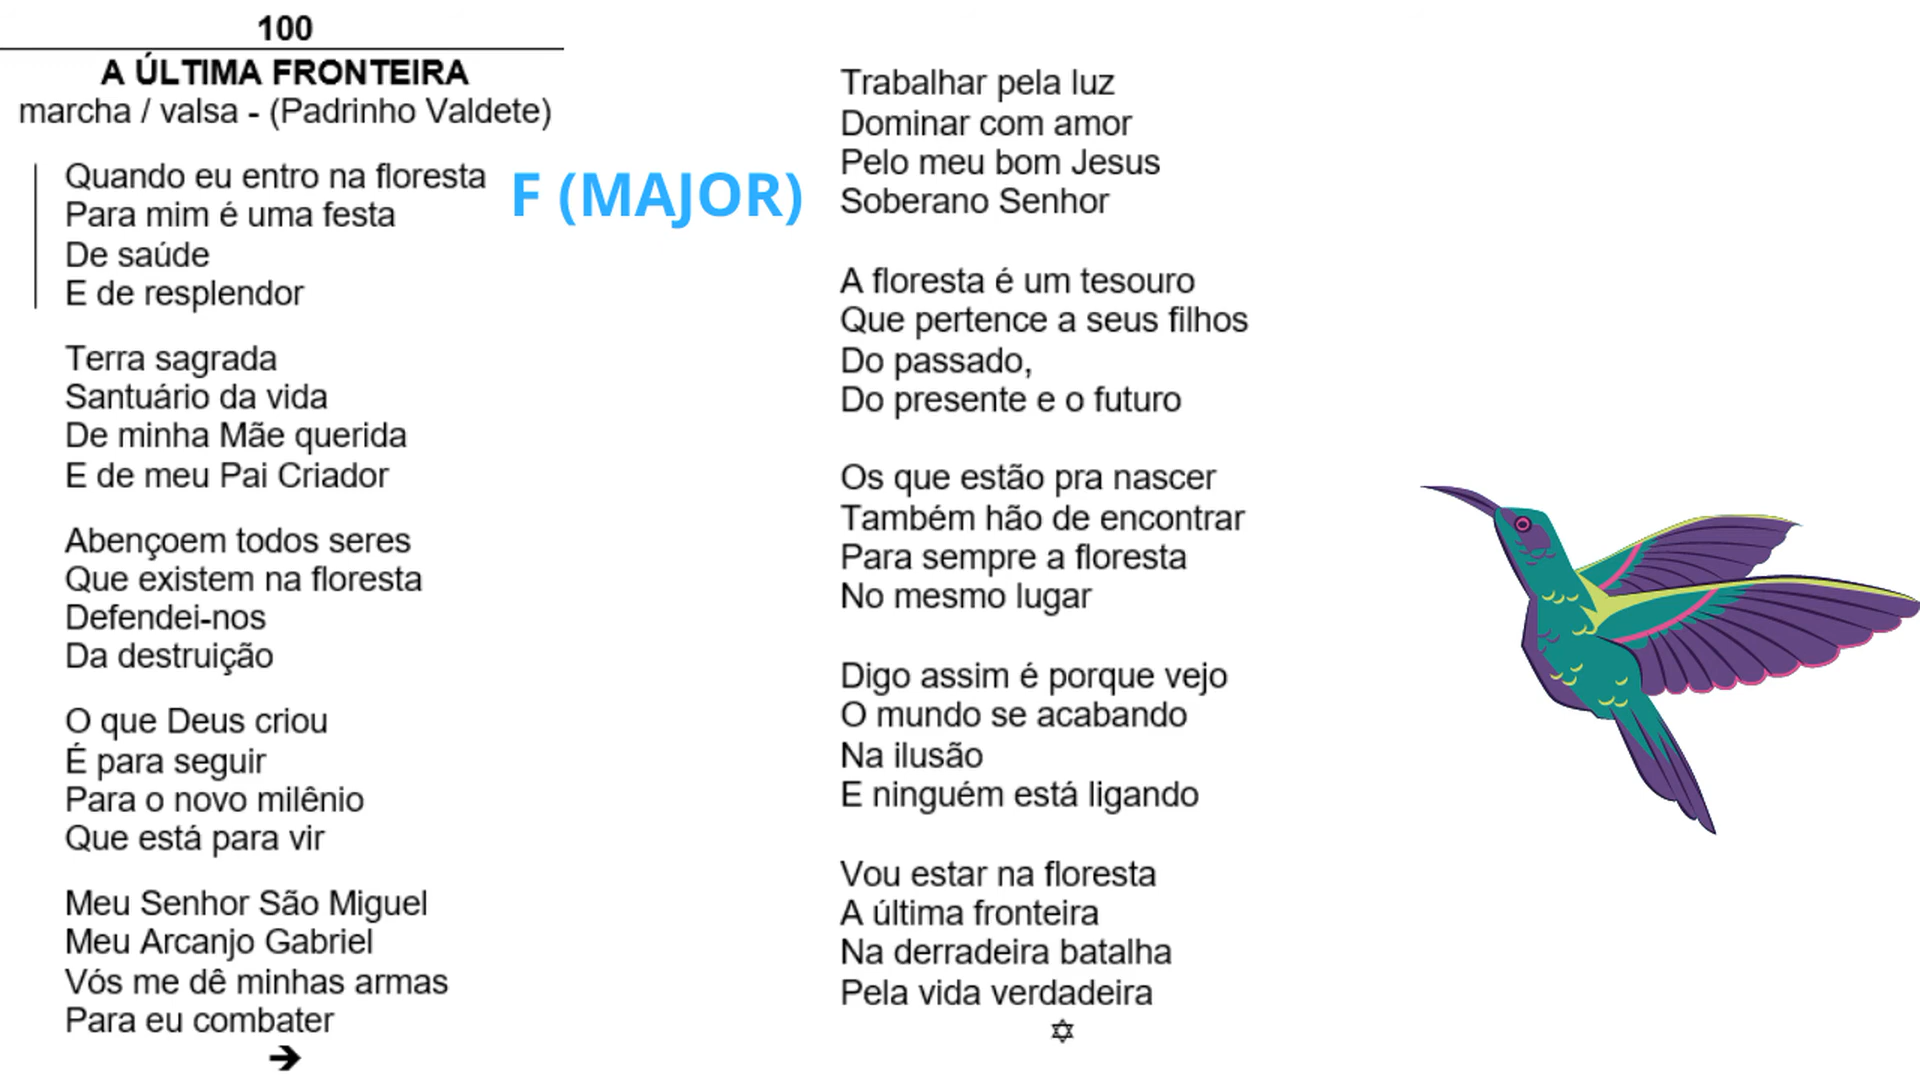 100
A ÚLTIMA FRONTEIRA
marcha / valsa - (Padrinho Valdete)
Quando eu entro na floresta
Para mim é uma festa
De saúde
E de resplendor
F (MAJOR)
Terra sagrada
Santuário da vida
De minha Mãe querida
E de meu Pai Criador
Abençoem todos seres
Que existem na floresta
Defendei-nos
Da destruição
O que Deus criou
É para seguir
Para o novo milênio
Que está para vir
Meu Senhor São Miguel
Meu Arcanjo Gabriel
Vós me dê minhas armas
Para eu combater
➔
Trabalhar pela luz
Dominar com amor
Pelo meu bom Jesus
Soberano Senhor
A floresta é um tesouro
Que pertence a seus filhos
Do passado,
Do presente e o futuro
Os que estão pra nascer
Também hão de encontrar
Para sempre a floresta
No mesmo lugar
Digo assim é porque vejo
O mundo se acabando
Na ilusão
E ninguém está ligando
Vou estar na floresta
A última fronteira
Na derradeira batalha
Pela vida verdadeira
✡